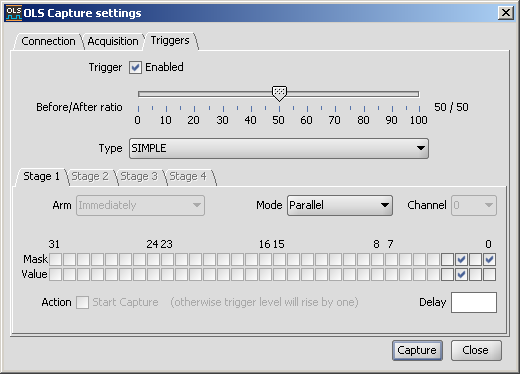 OLS OLS Capture settings
Connection Acquisition Triggers
Trigger Enabled
Before/After ratio 50 / 50
0 10 20 30 40 50 60 70 80 90 100
Type SIMPLE
Stage 1 Stage 2 Stage 3 Stage 4
Arm Immediately Mode Parallel Channel 0
31 24 23 16 15 8 7 0
Mask
Value
Action Start Capture (otherwise trigger level will rise by one) Delay
Capture Close